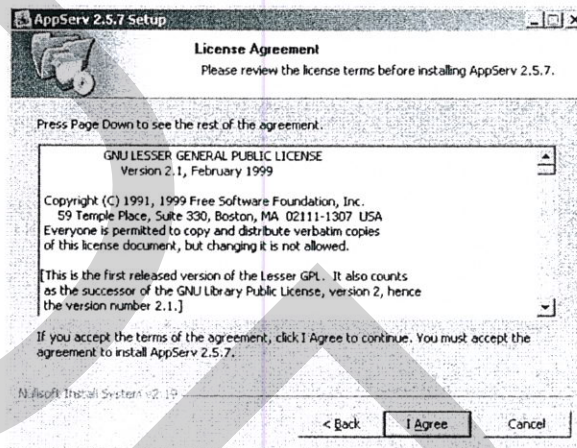 AppServ 2.5.7 Setup
License Agreement
Please review the license terms before installing AppServ 2.5.7.
Press Page Down to see the rest of the agreement.
GNU LESSER GENERAL PUBLIC LICENSE
Version 2.1, February 1999
Copyright (C) 1991, 1999 Free Software Foundation, Inc.
59 Temple Place, Suite 330, Boston, MA 02111-1307 USA
Everyone is permitted to copy and distribute verbatim copies
of this license document, but changing it is not allowed.
[This is the first released version of the Lesser GPL. It also counts
as the successor of the GNU Library Public License, version 2, hence
the version number 2.1.]
If you accept the terms of the agreement, click I Agree to continue. You must accept the
agreement to install AppServ 2.5.7.
Nullsoft Install System v2.19
< Back I Agree Cancel